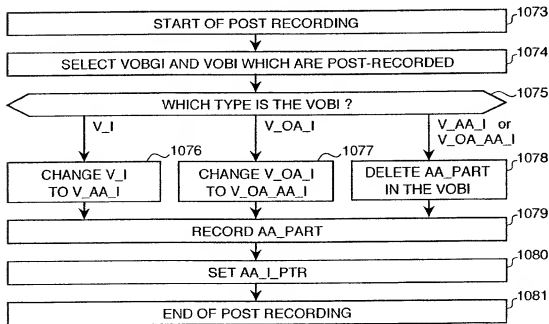 START OF POST RECORDING
1073
SELECT VOBGI AND VOBI WHICH ARE POST-RECORDED
1074
WHICH TYPE IS THE VOBI ?
1075
V_I
V_OA_I
V_AA_I or
V_OA_AA_I
1076
CHANGE V_I
TO V_AA_I
1077
CHANGE V_OA_I
TO V_OA_AA_I
1078
DELETE AA_PART
IN THE VOBI
1079
RECORD AA_PART
1080
SET AA_I_PTR
1081
END OF POST RECORDING